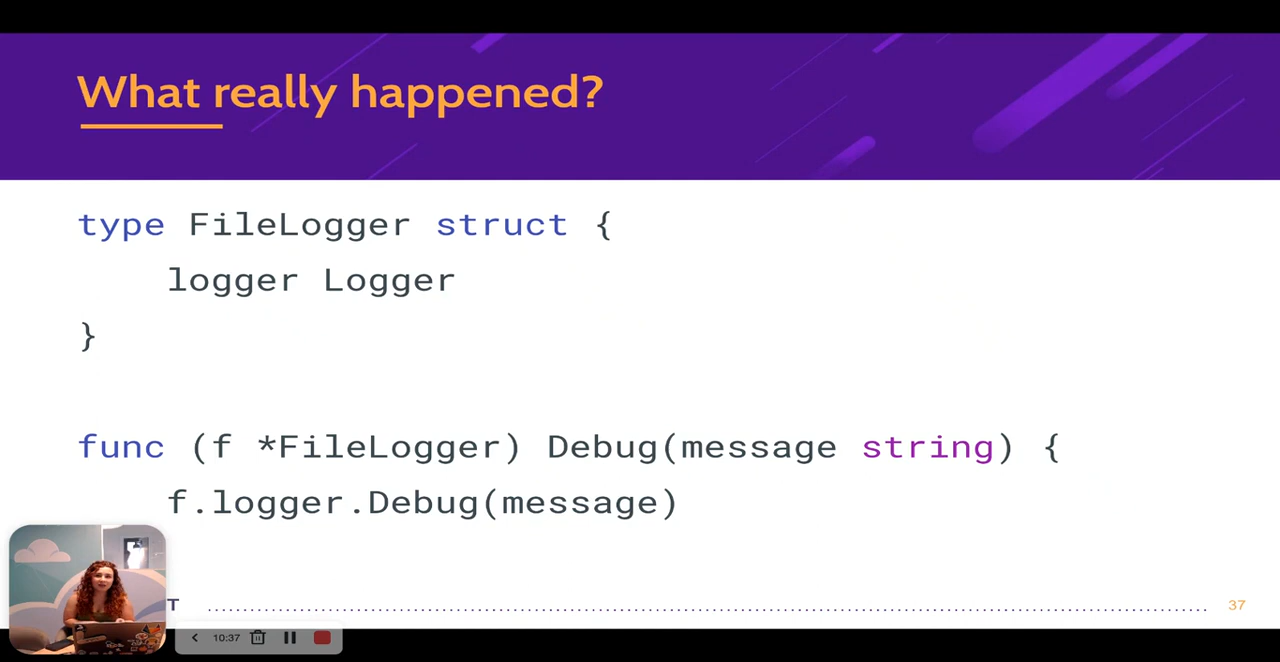 What really happened?
type FileLogger struct {
logger Logger
}
func (f *FileLogger) Debug(message string) {
f.logger.Debug(message)
T
37
10:37